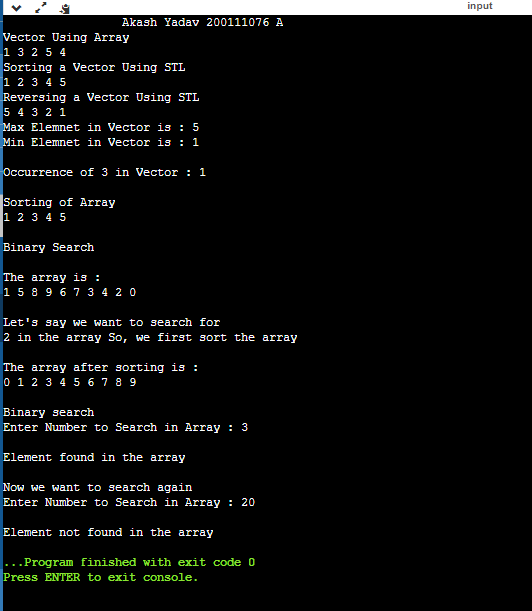 input
Akash Yadav 200111076 A
Vector Using Array
1 3 2 5 4
Sorting a Vector Using STL
1 2 3 4 5
Reversing a Vector Using STL
5 4 3 2 1
Max Elemnet in Vector is : 5
Min Elemnet in Vector is : 1
Occurrence of 3 in Vector : 1
Sorting of Array
1 2 3 4 5
Binary Search
The array is :
1 5 8 9 6 7 3 4 2 0
Let's say we want to search for
2 in the array So, we first sort the array
The array after sorting is :
0 1 2 3 4 5 6 7 8 9
Binary search
Enter Number to Search in Array : 3
Element found in the array
Now we want to search again
Enter Number to Search in Array : 20
Element not found in the array
...Program finished with exit code 0
Press ENTER to exit console.